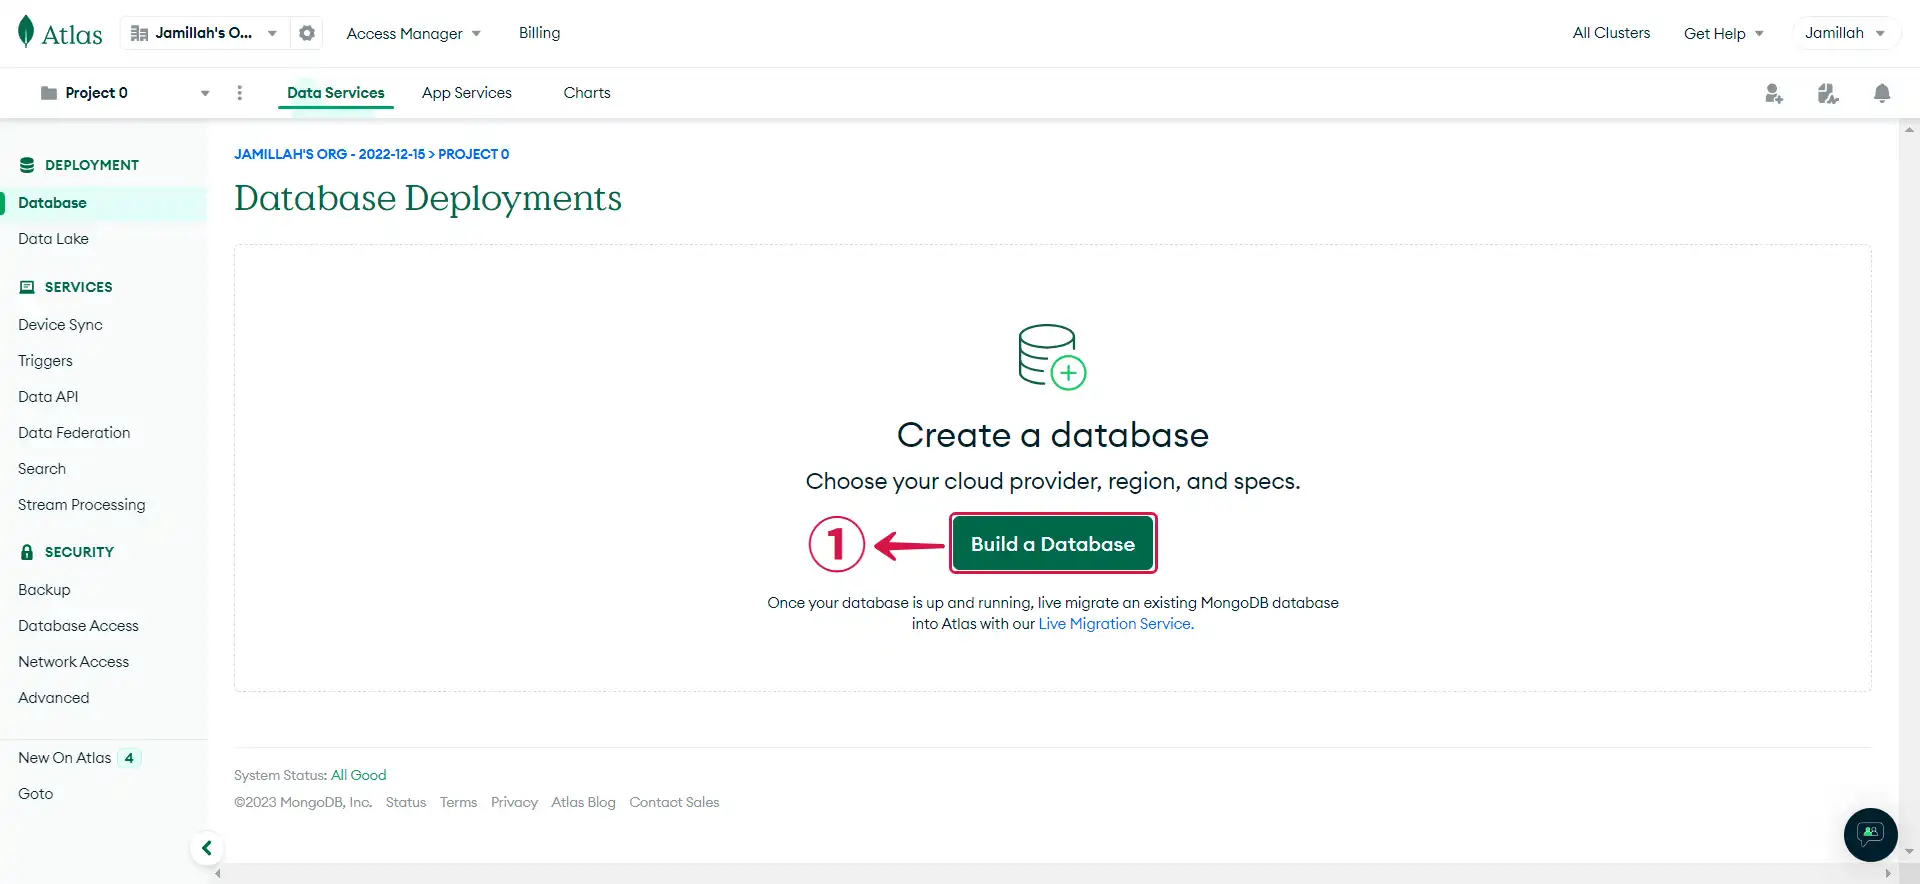 Atlas
Jamillah's O...
Access Manager
Billing
All Clusters
Get Help
Jamillah
Project 0
Data Services
App Services
Charts
DEPLOYMENT
Database
Data Lake
SERVICES
Device Sync
Triggers
Data API
Data Federation
Search
Stream Processing
SECURITY
Backup
Database Access
Network Access
Advanced
New On Atlas 4
Goto
JAMILLAH'S ORG - 2022-12-15 > PROJECT 0
Database Deployments
Create a database
Choose your cloud provider, region, and specs.
1
Build a Database
Once your database is up and running, live migrate an existing MongoDB database
into Atlas with our Live Migration Service.
System Status: All Good
©2023 MongoDB, Inc. Status Terms Privacy Atlas Blog Contact Sales